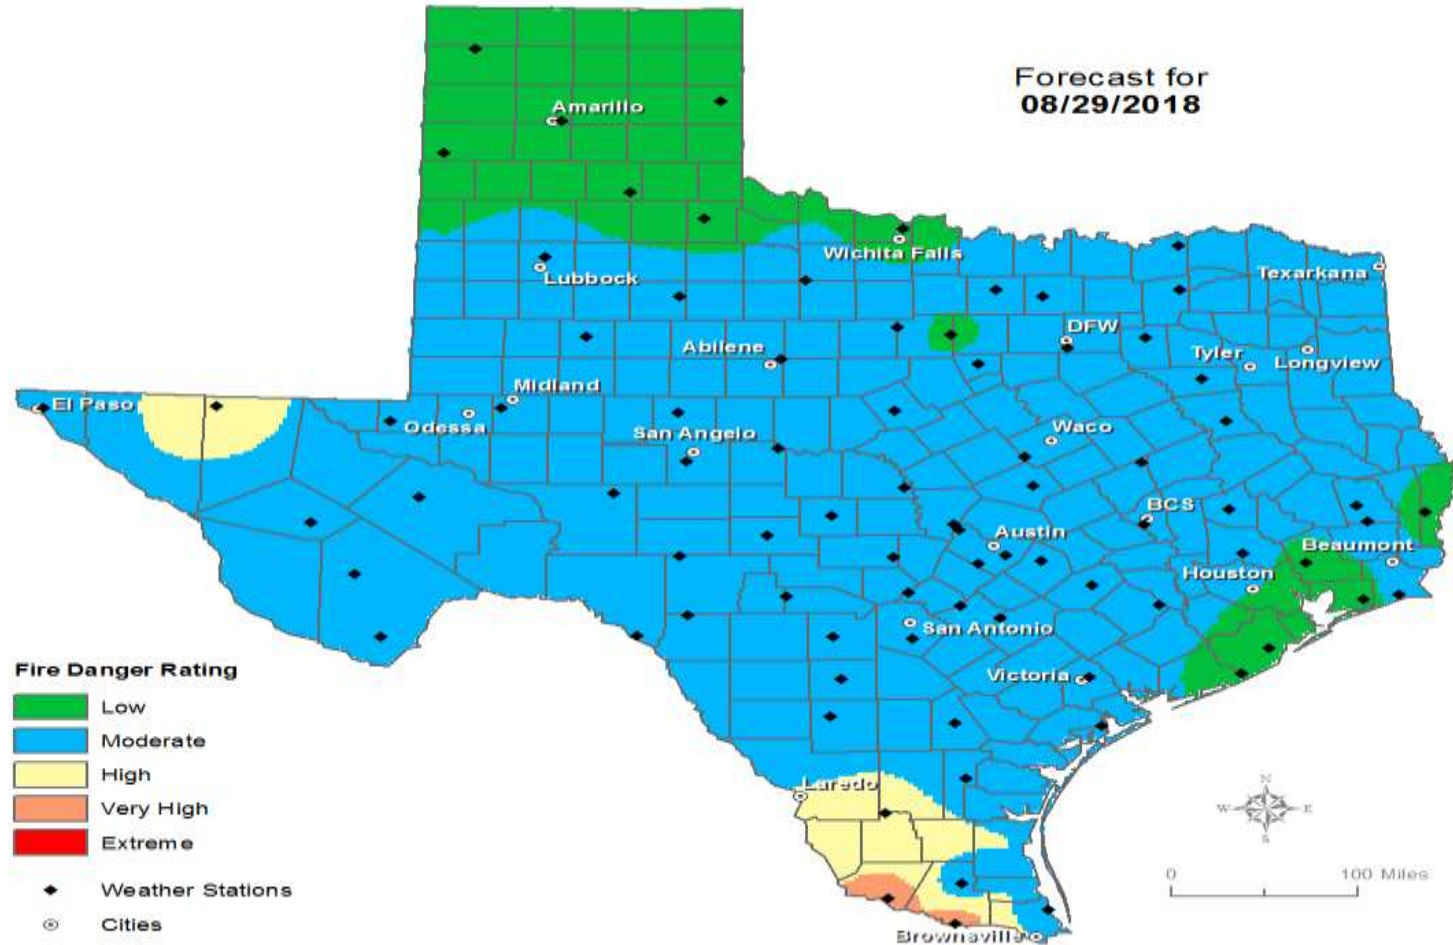 Forecast for
08/29/2018
Amarillo
Wichita Falls
Lubbock
Texarkana
DFW
Abilene
Tyler
Longview
Midland
El Paso
Odessa
San Angelo
Waco
BCS
Austin
Beaumont
Houston
San Antonio
Victoria
Laredo
Brownsville
Fire Danger Rating
Low
Moderate
High
Very High
Extreme
Weather Stations
Cities
N
W E
S
0 100 Miles